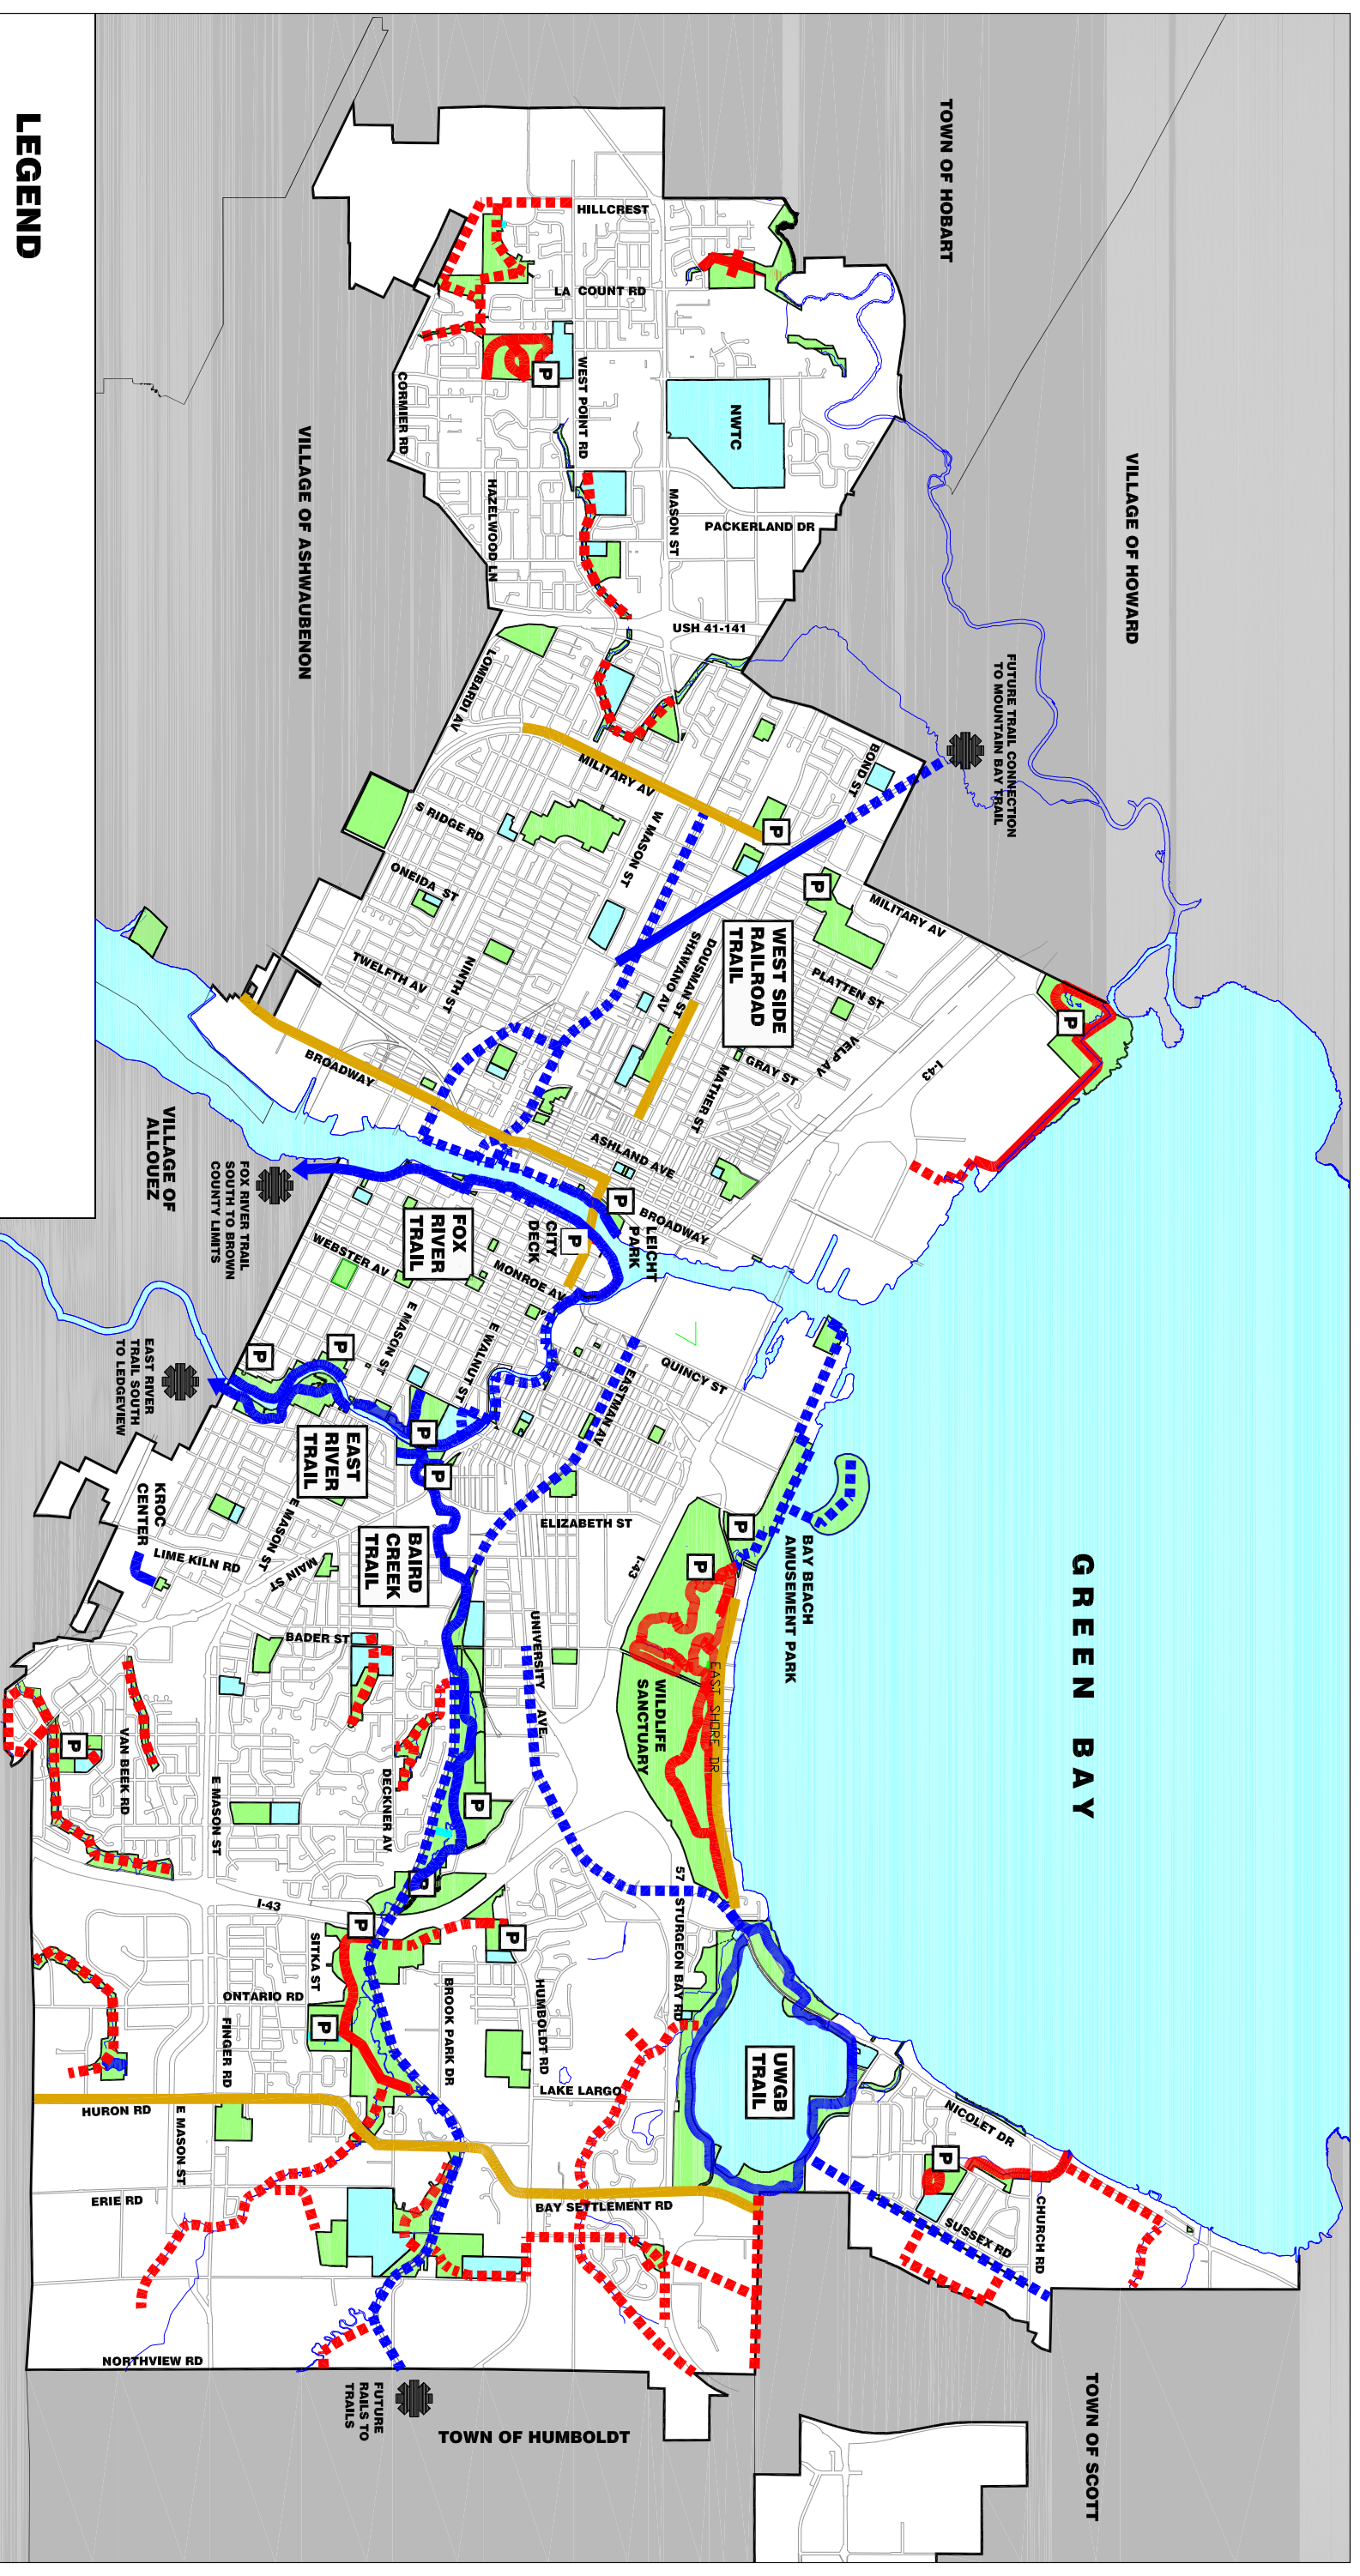 LEGEND
TOWN OF HOBART
VILLAGE OF HOWARD
VILLAGE OF ASHWAUBENON
HILLCREST
LA COUNT RD
WEST POINT RD
P
CORMIER RD
HAZELWOOD LN
NWTC
MASON ST
PACKERLAND DR
USH 41-141
LOMBARDI AV
FUTURE TRAIL CONNECTION
TO MOUNTAIN BAY TRAIL
BOND ST
MILITARY AV
P
S RIDGE RD
W MASON ST
ONEIDA ST
P
MILITARY AV
WEST SIDE
RAILROAD
TRAIL
DOUSMAN ST
SHAWANO AV
PLATTEN ST
TWELFTH AV
NINTH ST
VELP AV
GRAY ST
MATHER ST
I-43
P
BROADWAY
ASHLAND AVE
VILLAGE OF
ALLOUEZ
FOX RIVER TRAIL
SOUTH TO BROWN
COUNTY LIMITS
P
BROADWAY
LEICHT
PARK
CITY
DECK
P
FOX
RIVER
TRAIL
WEBSTER AV
MONROE AV
E MASON ST
E WALNUT ST
QUINCY ST
EASTMAN AV
P
P
EAST RIVER
TRAIL SOUTH
TO LEDGEVIEW
EAST
RIVER
TRAIL
P
P
KROC
CENTER
LIME KILN RD
E MASON ST
MAIN ST
BAIRD
CREEK
TRAIL
ELIZABETH ST
I-43
P
P
BAY BEACH
AMUSEMENT PARK
GREEN BAY
BADER ST
UNIVERSITY AVE
WILDLIFE
SANCTUARY
EAST SHORE DR
VAN BEEK RD
P
E MASON ST
DECKNER AV
P
P
I-43
SITKA ST
P
P
57
STURGEON BAY RD
ONTARIO RD
P
FINGER RD
BROOK PARK DR
HUMBOLDT RD
LAKE LARGO
UWGB
TRAIL
HURON RD
E MASON ST
ERIE RD
BAY SETTLEMENT RD
NICOLET DR
P
CHURCH RD
SUSSEX RD
NORTHVIEW RD
FUTURE
RAILS TO
TRAILS
TOWN OF HUMBOLDT
TOWN OF SCOTT